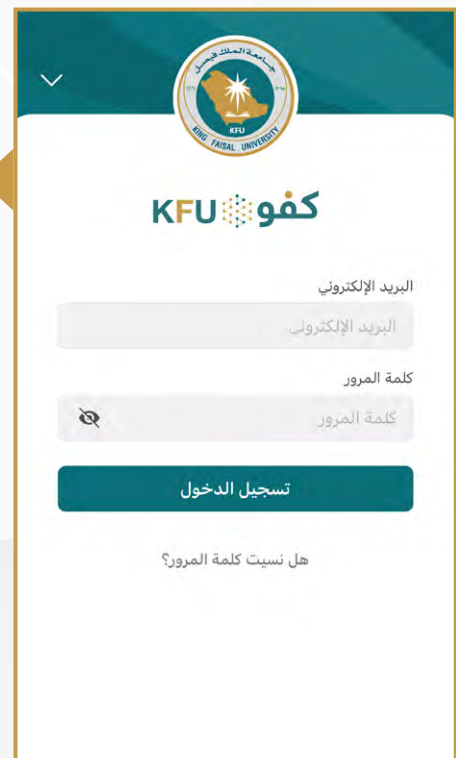 جامعة الملك فيصل
KFU
KING FAISAL UNIVERSITY
كفو KFU
البريد الإلكتروني
البريد الإلكتروني
كلمة المرور
كلمة المرور
تسجيل الدخول
هل نسيت كلمة المرور؟